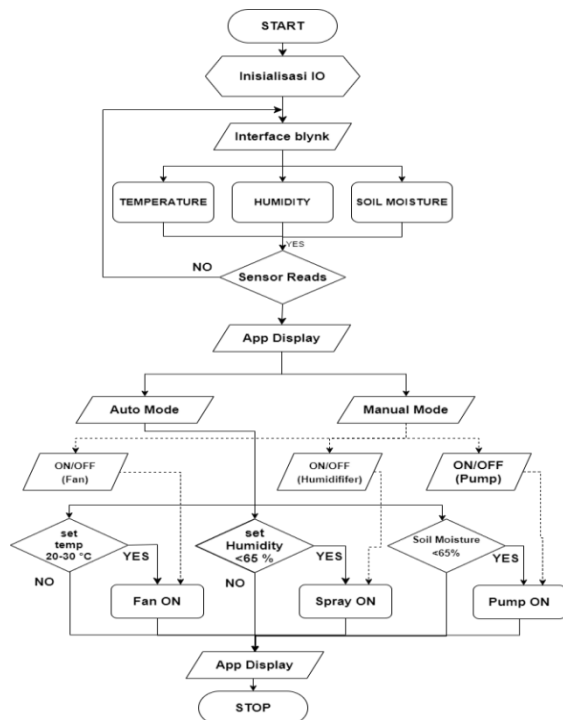 START
Inisialisasi IO
Interface blynk
TEMPERATURE
HUMIDITY
SOIL MOISTURE
YES
NO
Sensor Reads
App Display
Auto Mode
Manual Mode
ON/OFF
(Fan)
ON/OFF
(Humidififer)
ON/OFF
(Pump)
set
temp
20-30 °C
YES
NO
set
Humidity
<65 %
YES
NO
Soil Moisture
<65%
YES
Fan ON
Spray ON
Pump ON
App Display
STOP